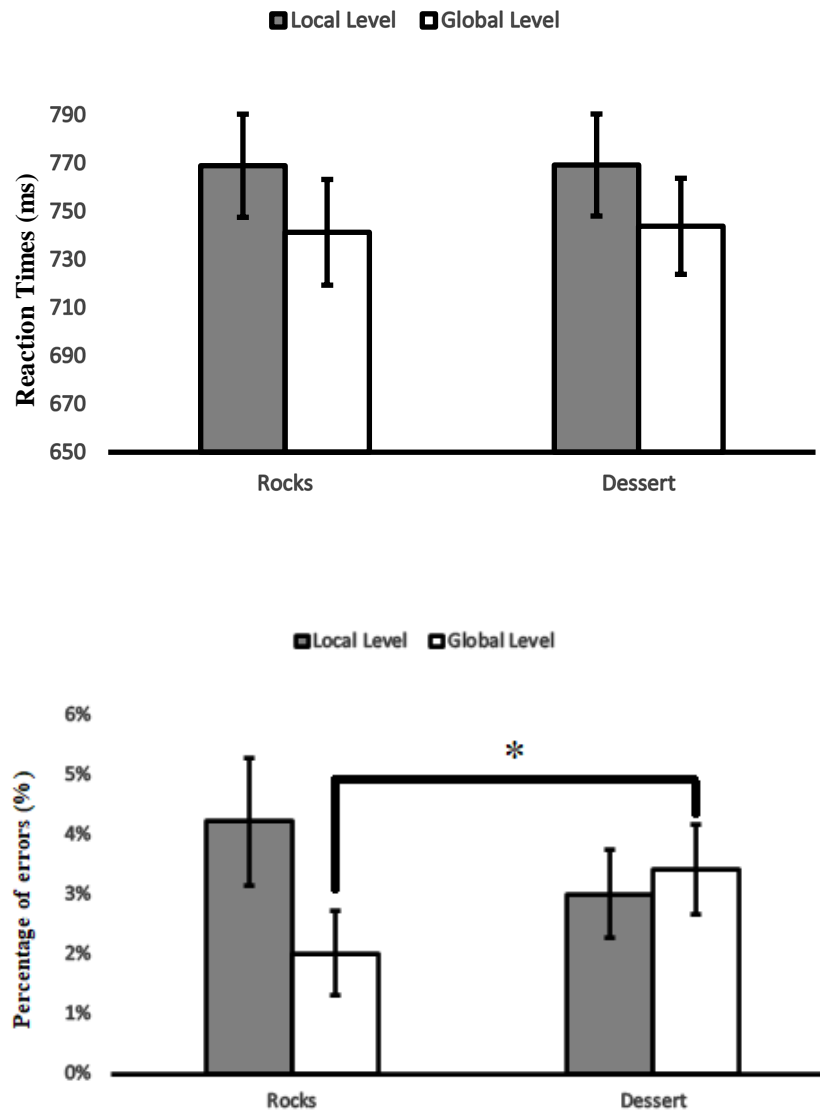 Local Level Global Level
790
770
750
730
710
690
670
650
Reaction Times (ms)
Rocks Dessert
Local Level Global Level
6%
5%
4%
3%
2%
1%
0%
Percentage of errors (%)
*
Rocks Dessert